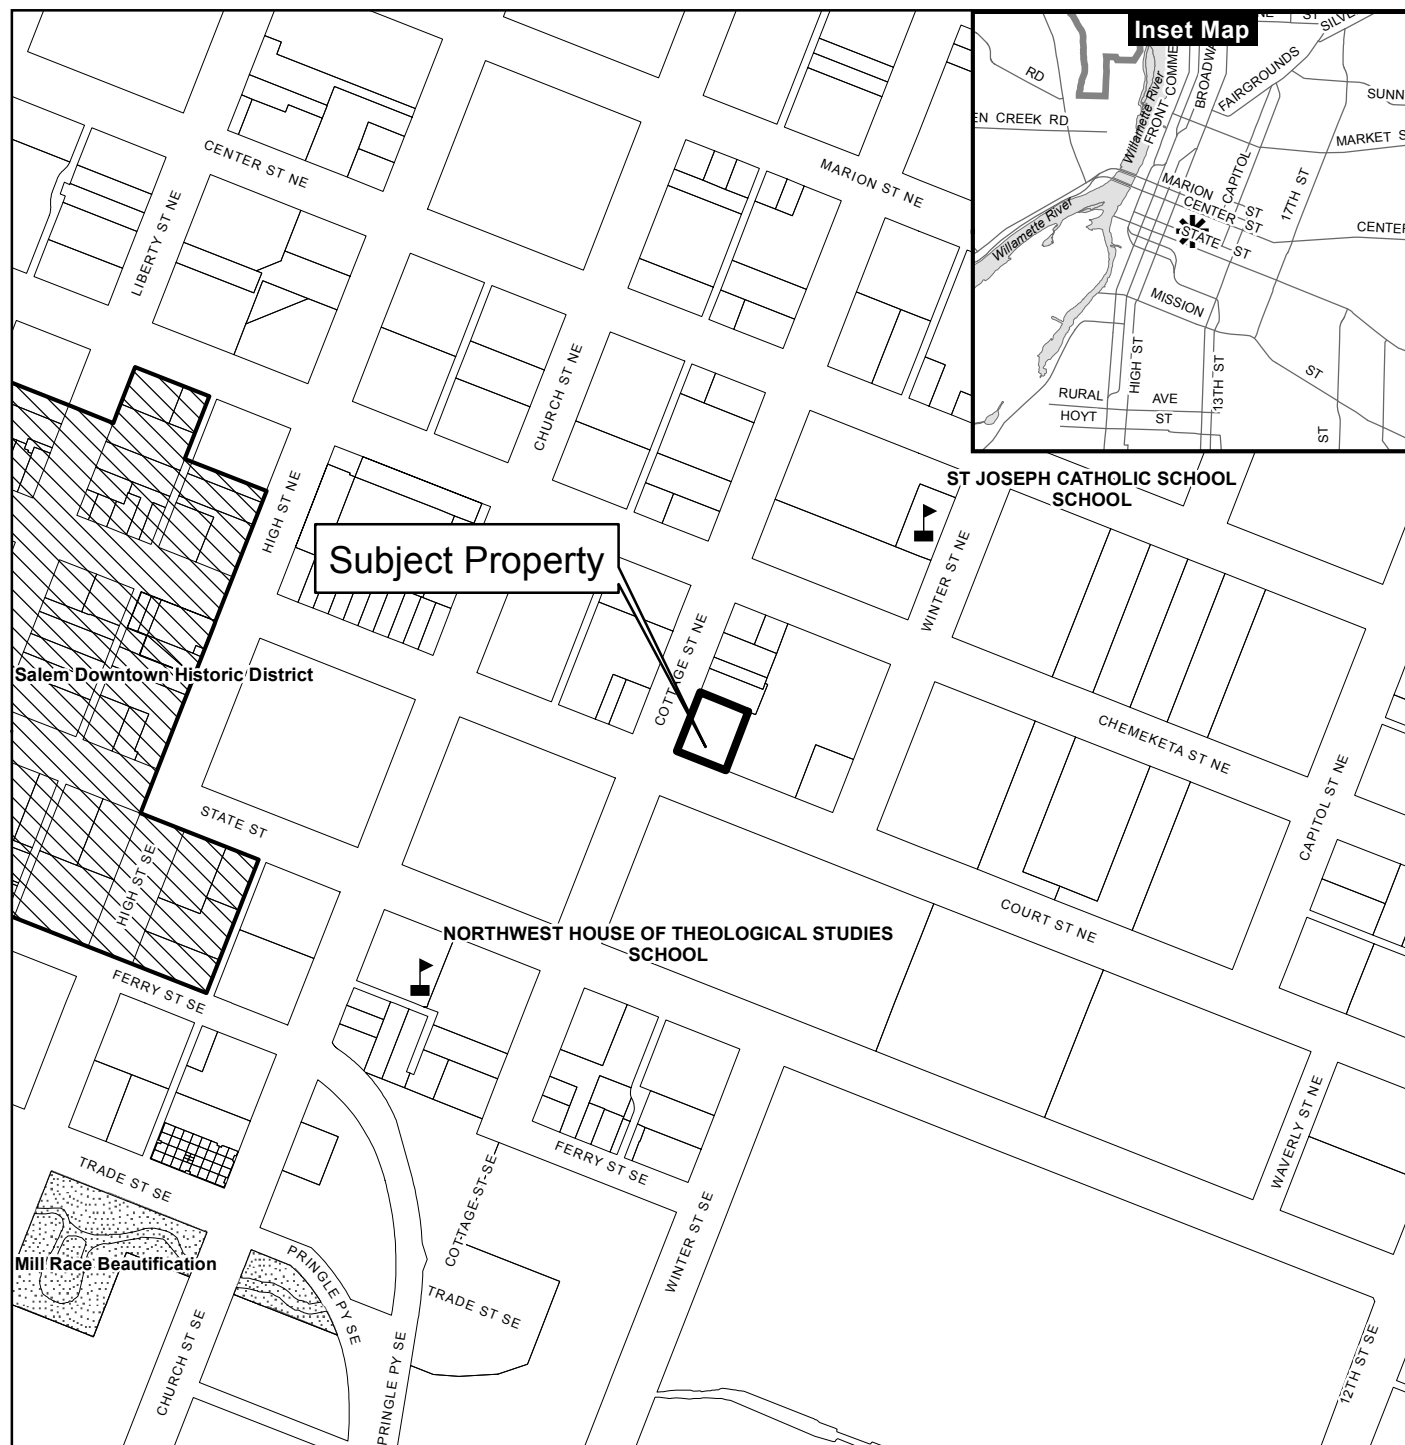 Inset Map
NE
ST
SILVE
RD
FRONT
COMME
BROADWA
FAIRGROUNDS
SUNN
EN CREEK RD
Willamette River
MARKET S
CAPITOL
17TH ST
MARION ST
CENTER ST
STATE ST
CENTER
Willamette River
MISSION
ST
HIGH ST
13TH ST
RURAL AVE
HOYT ST
ST
CENTER ST NE
MARION ST NE
LIBERTY ST NE
CHURCH ST NE
ST JOSEPH CATHOLIC SCHOOL
SCHOOL
HIGH ST NE
Subject Property
WINTER ST NE
COTTAGE ST NE
Salem Downtown Historic District
CHEMEKETA ST NE
CAPITOL ST NE
STATE ST
HIGH ST SE
COURT ST NE
NORTHWEST HOUSE OF THEOLOGICAL STUDIES
SCHOOL
FERRY ST SE
WAVERLY ST NE
FERRY ST SE
TRADE ST SE
COTTAGE ST SE
WINTER ST SE
Mill Race Beautification
PRINGLE PY SE
TRADE ST SE
CHURCH ST SE
PRINGLE PY SE
12TH ST SE